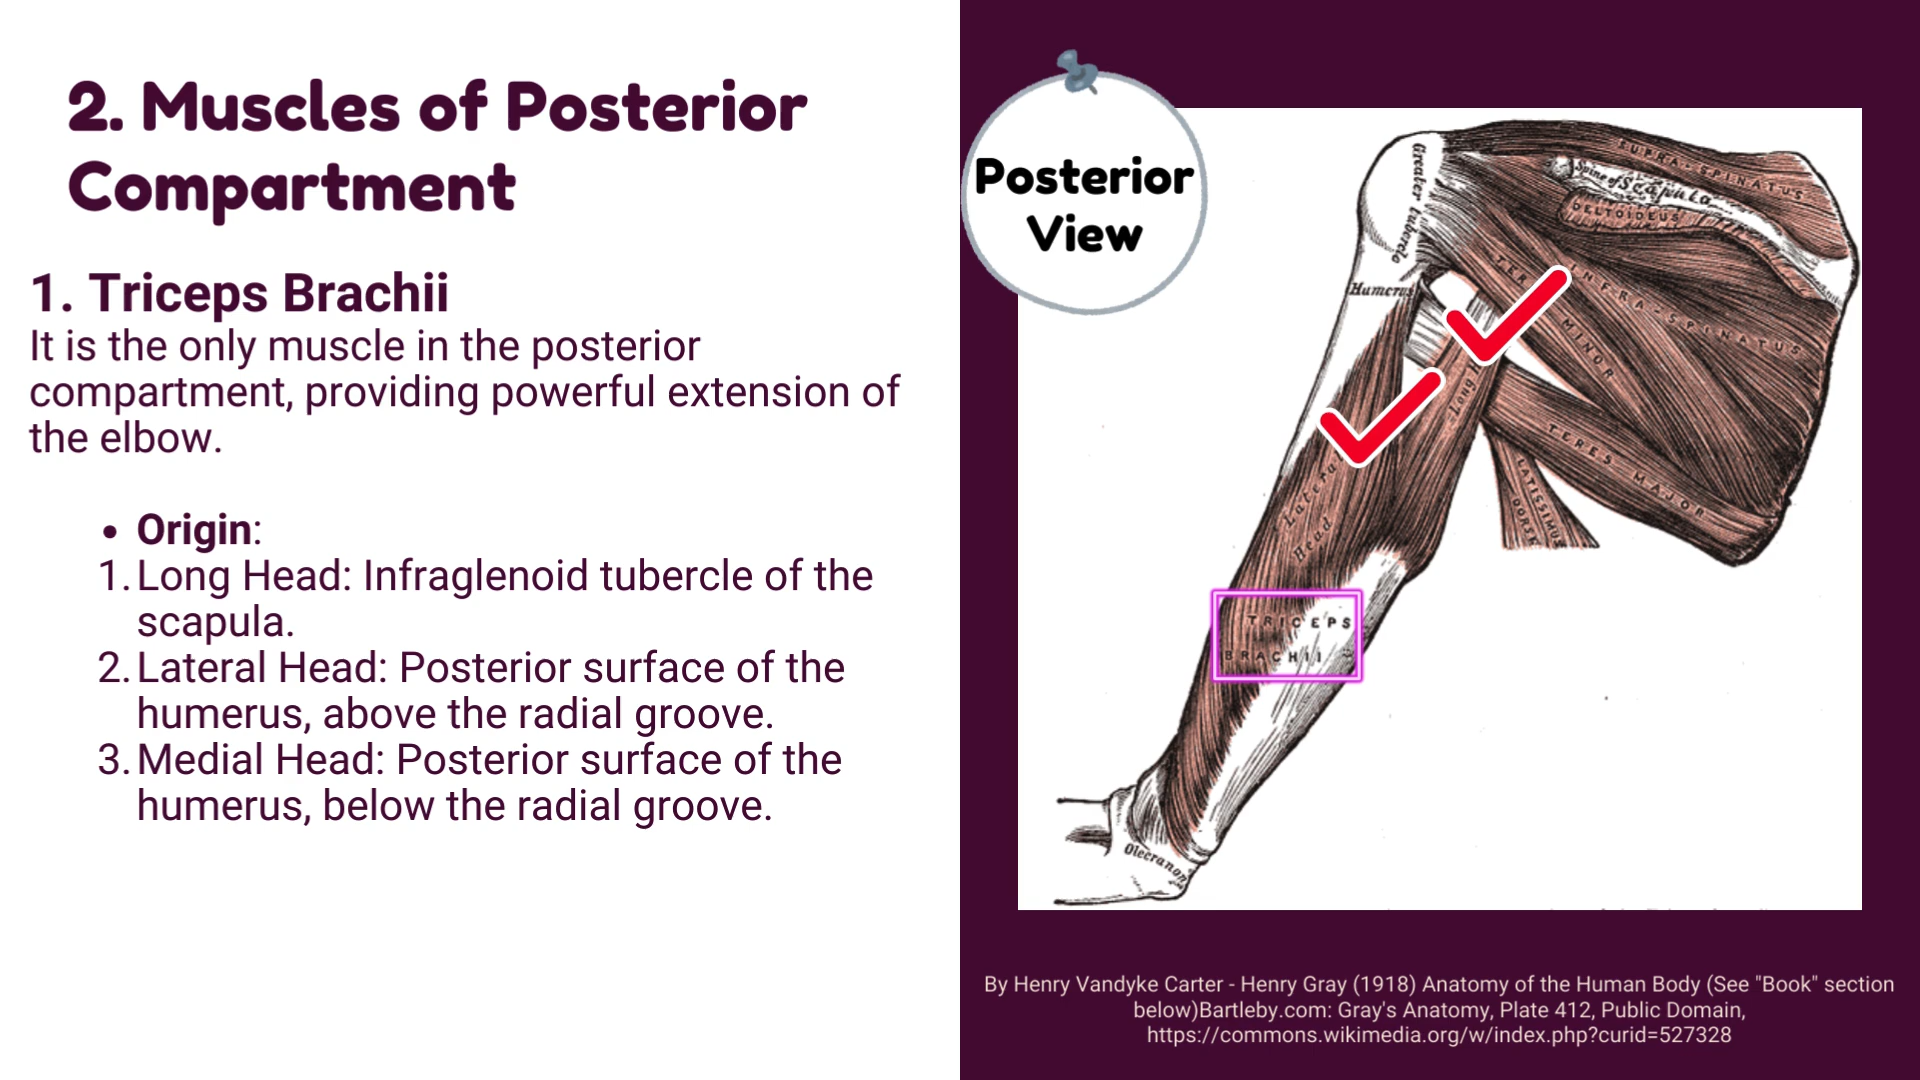 2. Muscles of Posterior
Compartment
1. Triceps Brachii
It is the only muscle in the posterior
compartment, providing powerful extension of
the elbow.
• Origin:
1. Long Head: Infraglenoid tubercle of the
scapula.
2. Lateral Head: Posterior surface of the
humerus, above the radial groove.
3. Medial Head: Posterior surface of the
humerus, below the radial groove.
Posterior
View
Greater tubercle
Humerus
SUPRA-SPINATUS
Spine of Scapula
DELTOIDEUS
INFRA-SPINATUS
TERES MINOR
TERES MAJOR
LATISSIMUS
DORSI
Long
Lateral
Head
TRICEPS
BRACHII
Olecranon
By Henry Vandyke Carter - Henry Gray (1918) Anatomy of the Human Body (See "Book" section
below)Bartleby.com: Gray's Anatomy, Plate 412, Public Domain,
https://commons.wikimedia.org/w/index.php?curid=527328